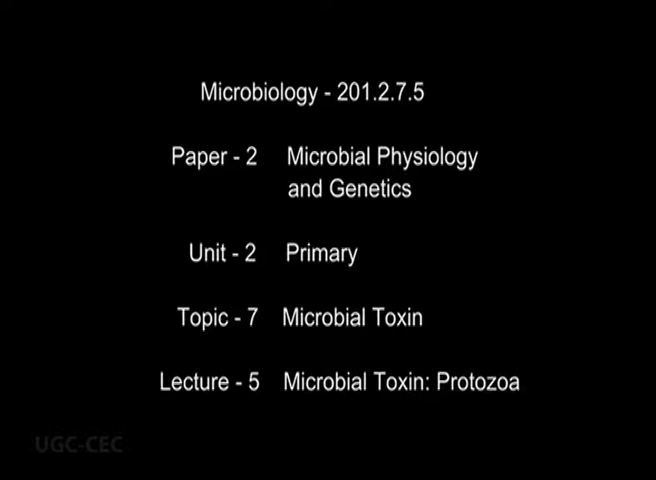 Microbiology - 201.2.7.5
Paper - 2 Microbial Physiology
and Genetics
Unit - 2 Primary
Topic - 7 Microbial Toxin
Lecture - 5 Microbial Toxin: Protozoa
UGC-CEC